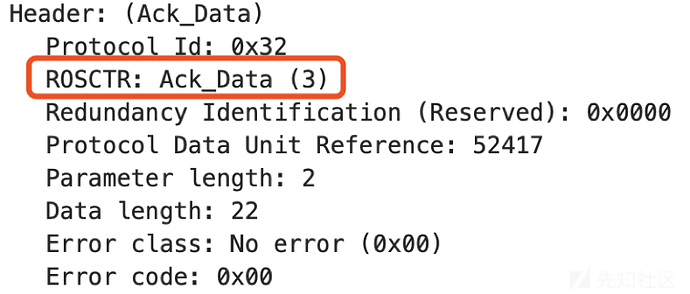 Header: (Ack_Data)
Protocol Id: 0x32
ROSCTR: Ack_Data (3)
Redundancy Identification (Reserved): 0x0000
Protocol Data Unit Reference: 52417
Parameter length: 2
Data length: 22
Error class: No error (0x00)
Error code: 0x00
先知社区